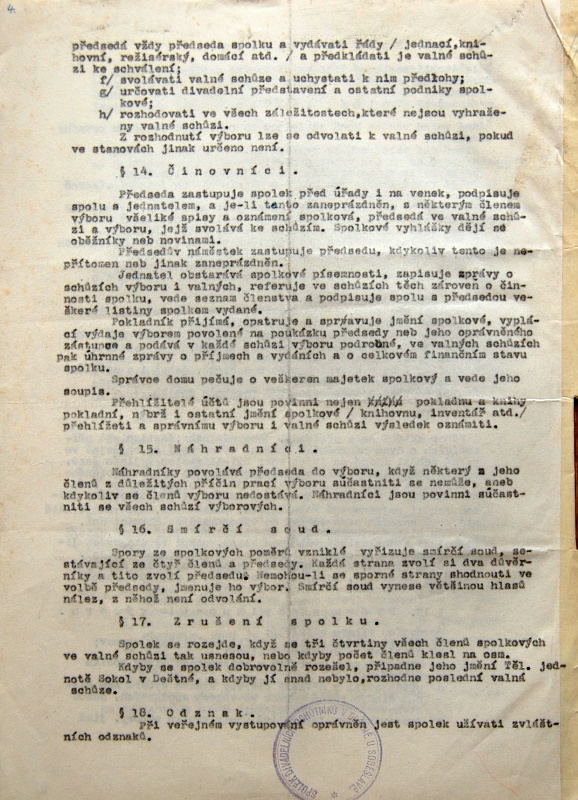 4.
předsedá vždy předseda spolku a vydávati řády / jednací,kni-
hovní, režisérský, domácí atd. / a předkládati je valné schů-
zi ke schválení;
f/ svolávati valné schůze a uchystati k nim předlohy;
g/ určovati divadelní představení a ostatní podniky spol-
kové;
h/ rozhodovati ve všech záležitostech,které nejsou vyhraže-
ny valné schůzi.
Z rozhodnutí výboru lze se odvolati k valné schůzi, pokud
ve stanovách jinak určeno není.
§ 14. Činovníci.
Předseda zastupuje spolek před úřady i na venek, podpisuje
spolu s jednatelem, a je-li tento zaneprázdněn, s některým členem
výboru všeliké spisy a oznámení spolková, předsedá ve valné schů-
zi a výboru, jejž svolává ke schůzím. Spolkové vyhlášky dějí se
oběžníky neb novinami.
Předsedův náměstek zastupuje předsedu, kdykoliv tento je ne-
přítomen neb jinak zaneprázdněn.
Jednatel obstarává spolkové písemnosti, zapisuje zprávy o
schůzích výboru i valných, referuje ve schůzích těch zároveň o čin-
nosti spolku, vede seznam členstva a podpisuje spolu s předsedou ve-
škeré listiny spolkem vydané.
Pokladník přijímá, opatruje a spravuje jmění spolkové, vyplá-
cí výdaje výborem povolené na poukázku předsedy neb jeho oprávněného
zástupce a podává v každé schůzi výboru podrobné, ve valných schůzích
pak úhrnné zprávy o příjmech a vydáních a o celkovém finančním stavu
spolku.
Správce domu pečuje o veškeren majetek spolkový a vede jeho
soupis.
Přehlížitelé účtů jsou povinni nejen pokladnu a knihy
pokladní, nýbrž i ostatní jmění spolkové / knihovnu, inventář atd./
přehlížeti a správnímu výboru i valné schůzi výsledek oznámiti.
§ 15. Náhradníci.
Náhradníky povolává předseda do výboru, když některý z jeho
členů z důležitých příčin prací výboru súčastniti se nemůže, aneb
kdykoliv se členů výboru nedostává. Náhradníci jsou povinni súčast-
niti se všech schůzí výborových.
§ 16. Smírčí soud.
Spory ze spolkových poměrů vzniklé vyřizuje smírčí soud, se-
stávající ze čtyř členů a předsedy. Každá strana zvolí si dva důvěr-
níky a tito zvolí předsedu. Nemohou-li se sporné strany shodnouti ve
volbě předsedy, jmenuje ho výbor. Smírčí soud vynese většinou hlasů
nález, z něhož není odvolání.
§ 17. Zrušení spolku.
Spolek se rozejde, když se tři čtvrtiny všech členů spolkových
ve valné schůzi tak usnesou, nebo kdyby počet členů klesl na osm.
Kdyby se spolek dobrovolně rozešel, připadne jeho jmění Těl. jed-
notě Sokol v Deštné, a kdyby jí snad nebylo,rozhodne poslední valná
schůze.
§ 18. Odznak.
Při veřejném vystupování oprávněn jest spolek užívati zvlášt-
ních odznaků.
SPOLEK DIVADELNÍCH OCHOTNÍKŮ V DEŠTNÉ U SOBĚSLAVĚ